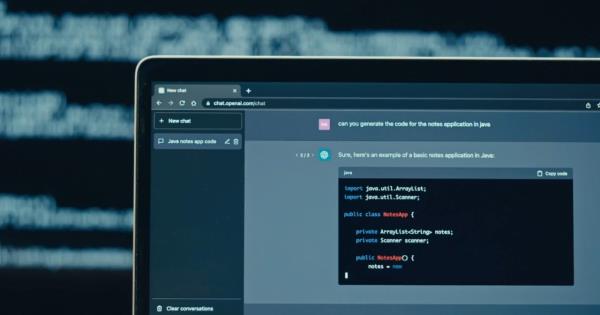 New chat
chat.openai.com/chat
New chat
can you generate the code for the notes application in java
Java notes app code
Sure, here's an example of a basic notes application in Java:
java
Copy code
import java.util.ArrayList;
import java.util.Scanner;
public class NotesApp {
private ArrayList<String> notes;
private Scanner scanner;
public NotesApp() {
notes = new
Clear conversations